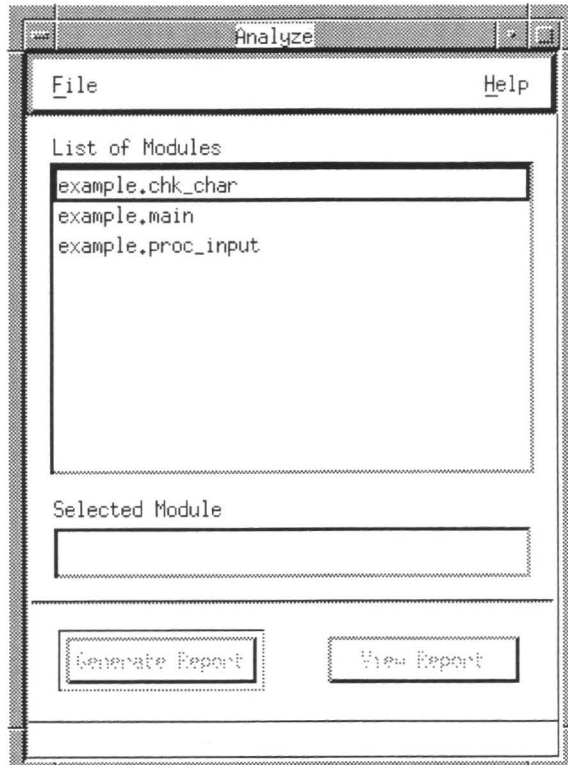 Analyze
File Help
List of Modules
example.chk_char
example.main
example.proc_input
Selected Module
Generate Report View Report